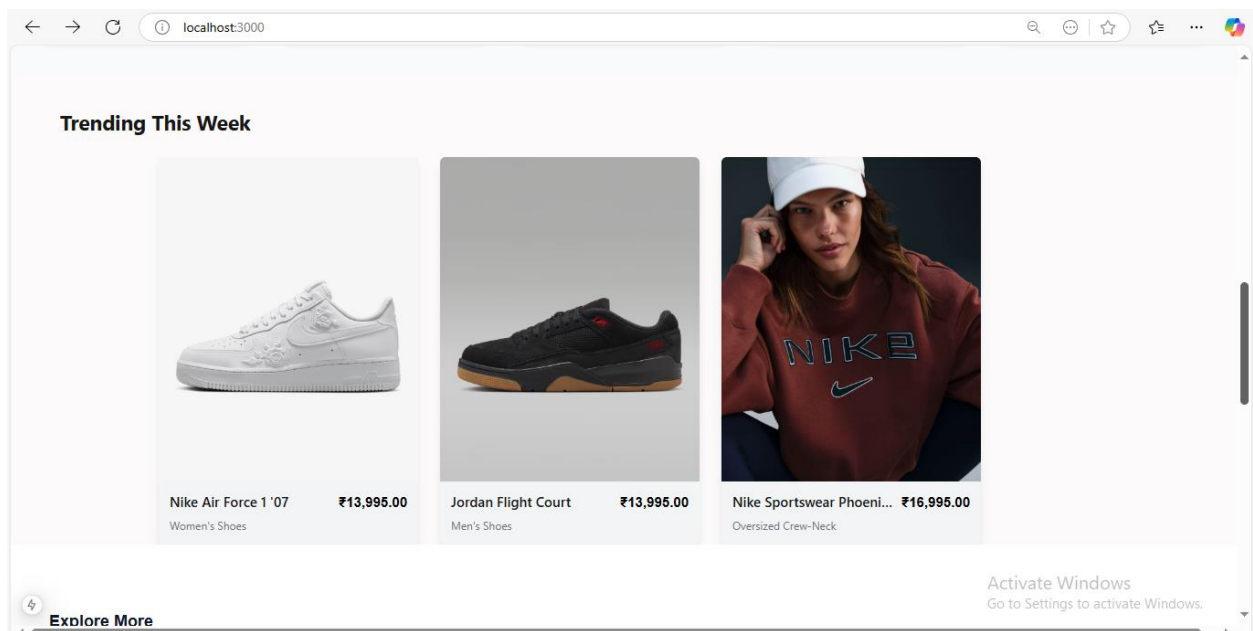 localhost:3000
Trending This Week
NIKE
Nike Air Force 1 '07 ₹13,995.00
Women's Shoes
Jordan Flight Court ₹13,995.00
Men's Shoes
Nike Sportswear Phoeni... ₹16,995.00
Oversized Crew-Neck
Activate Windows
Go to Settings to activate Windows.
Explore More